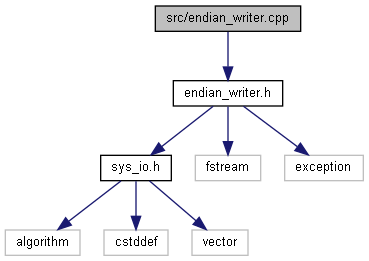 src/endian_writer.cpp
endian_writer.h
sys_io.h
fstream
exception
algorithm
cstddef
vector